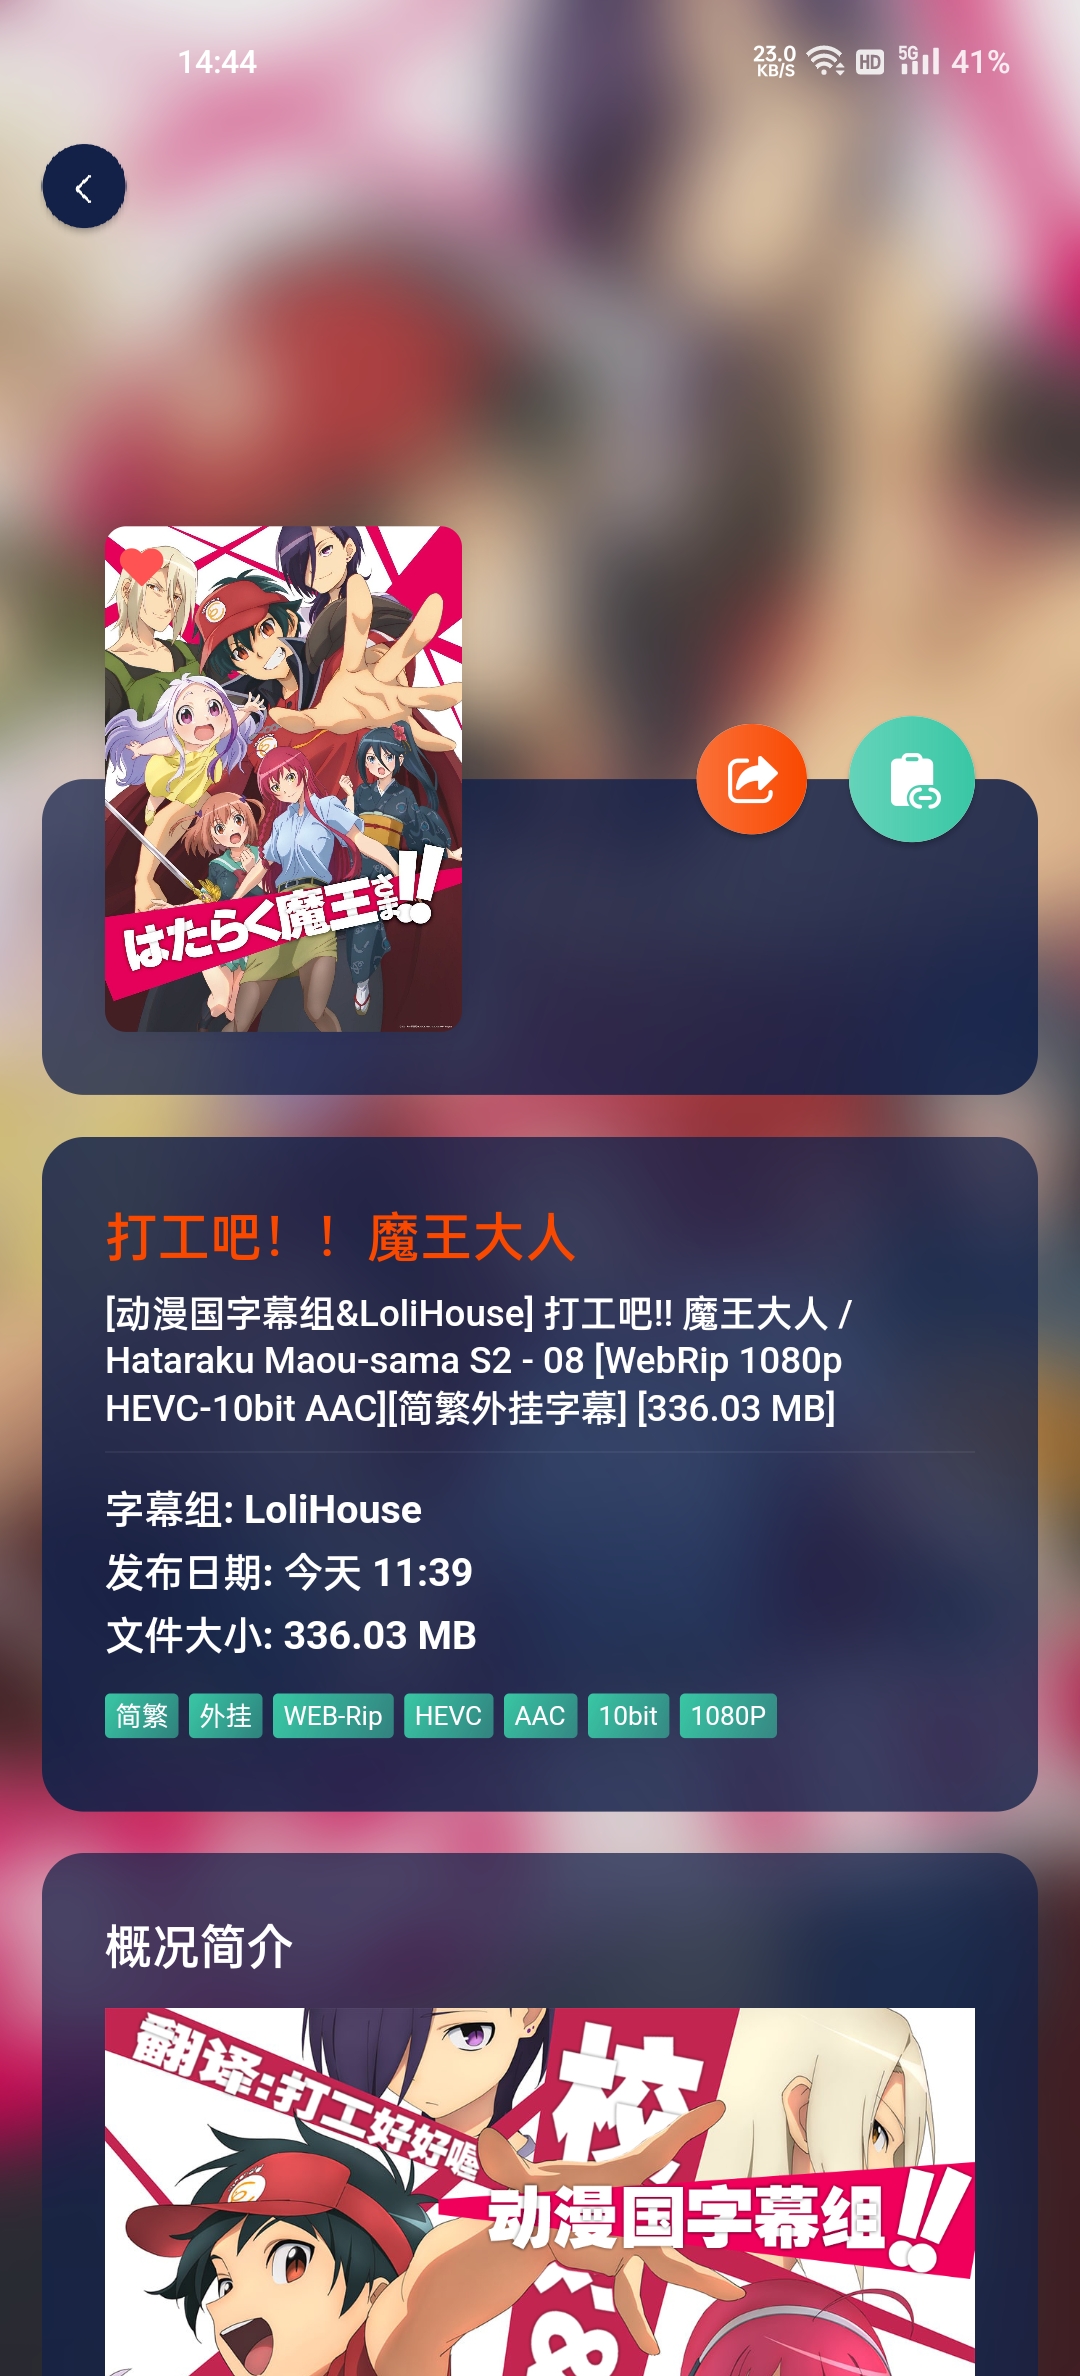 14:44
23.0
KB/S
HD
5G
41%
はたらく魔王さま!!
打工吧！！魔王大人
[动漫国字幕组&LoliHouse] 打工吧!! 魔王大人 /
Hataraku Maou-sama S2 - 08 [WebRip 1080p
HEVC-10bit AAC][简繁外挂字幕] [336.03 MB]
字幕组: LoliHouse
发布日期: 今天 11:39
文件大小: 336.03 MB
简繁 外挂 WEB-Rip HEVC AAC 10bit 1080P
概况简介
翻译:打工好好喔
校
动漫国字幕组!!
&